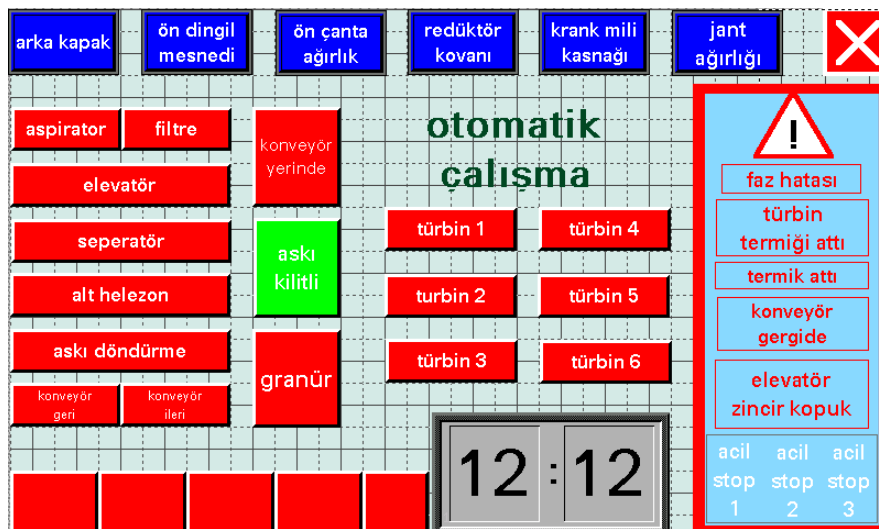 arka kapak
ön dingil
mesnedi
ön çanta
ağırlık
redüktör
kovanı
krank mili
kasnağı
jant
ağırlığı
aspirator
filtre
elevatör
seperatör
alt helezon
askı döndürme
konveyör
geri
konveyör
ileri
konveyör
yerinde
askı
kilitli
granür
otomatik
çalışma
türbin 1
türbin 4
turbin 2
türbin 5
türbin 3
türbin 6
12 : 12
!
faz hatası
türbin
termiği attı
termik attı
konveyör
gergide
elevatör
zincir kopuk
acil
stop
1
acil
stop
2
acil
stop
3